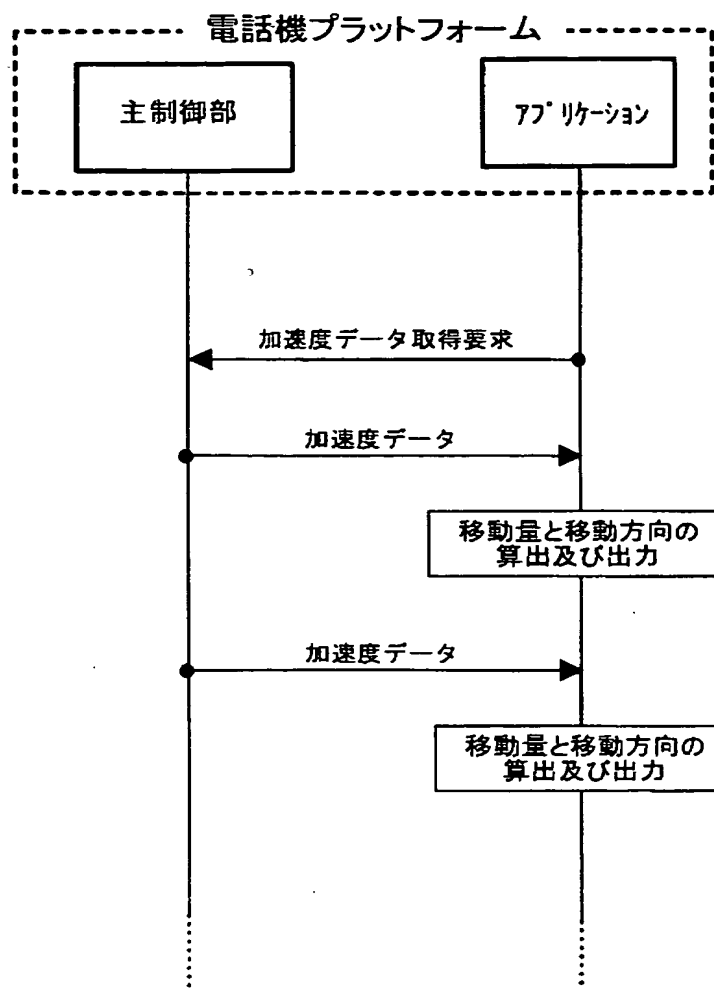 電話機プラットフォーム
主制御部
アプリケーション
加速度データ取得要求
加速度データ
移動量と移動方向の
算出及び出力
加速度データ
移動量と移動方向の
算出及び出力